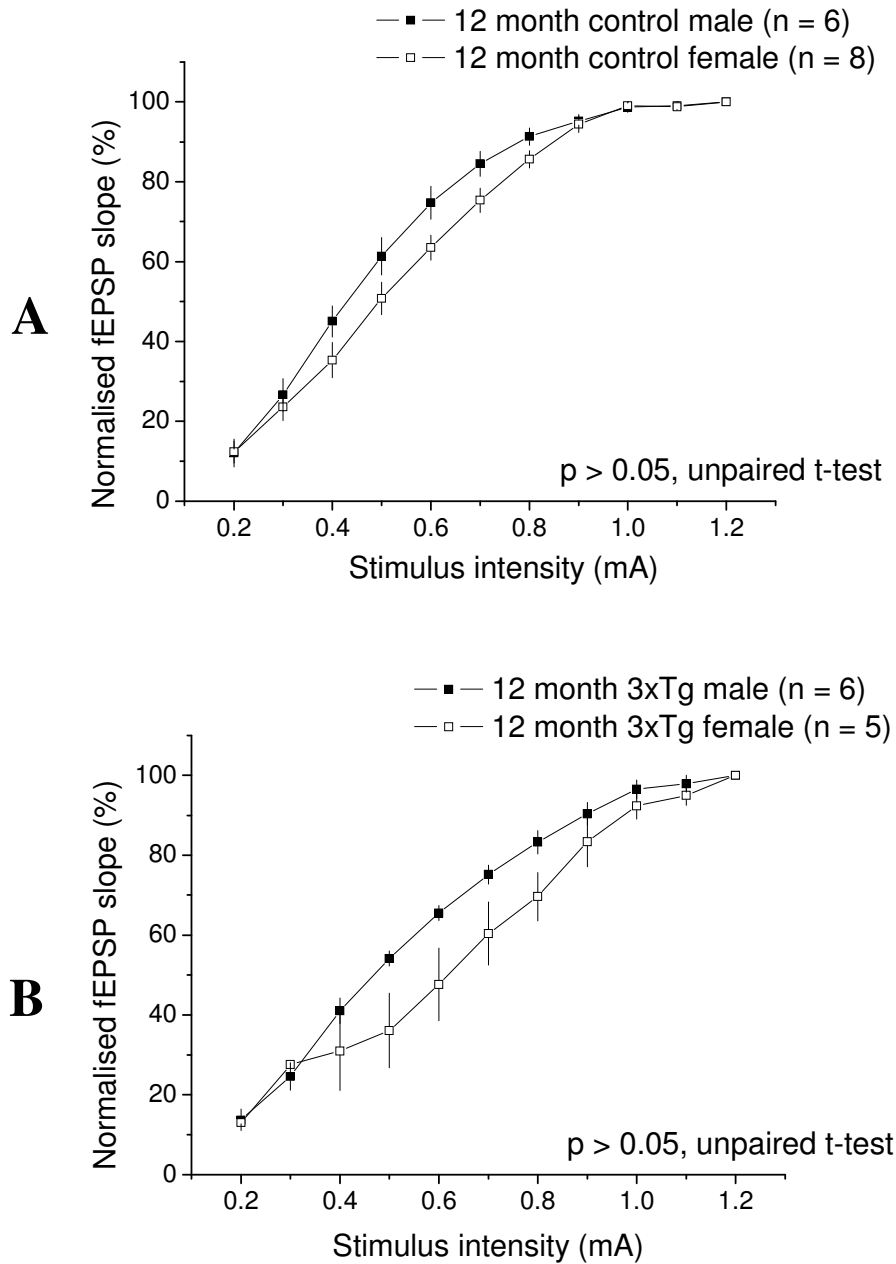 12 month control male (n = 6)
12 month control female (n = 8)
A
Normalised fEPSP slope (%)
100
80
60
40
20
0
p > 0.05, unpaired t-test
0.2 0.4 0.6 0.8 1.0 1.2
Stimulus intensity (mA)
12 month 3xTg male (n = 6)
12 month 3xTg female (n = 5)
B
Normalised fEPSP slope (%)
100
80
60
40
20
0
p > 0.05, unpaired t-test
0.2 0.4 0.6 0.8 1.0 1.2
Stimulus intensity (mA)